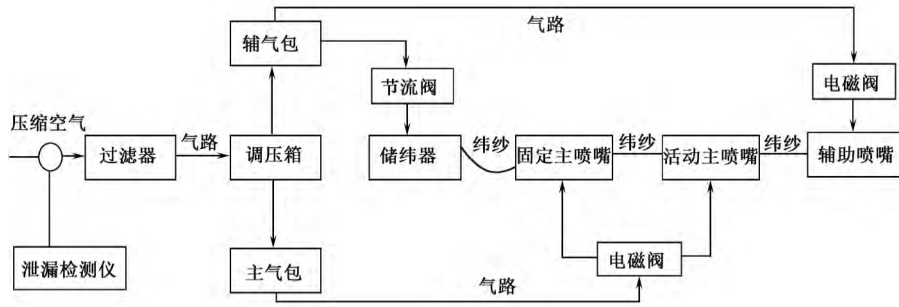 气路
辅气包
节流阀
电磁阀
压缩空气
过滤器
气路
调压箱
储纬器
纬纱
固定主喷嘴
纬纱
活动主喷嘴
纬纱
辅助喷嘴
泄漏检测仪
主气包
气路
电磁阀